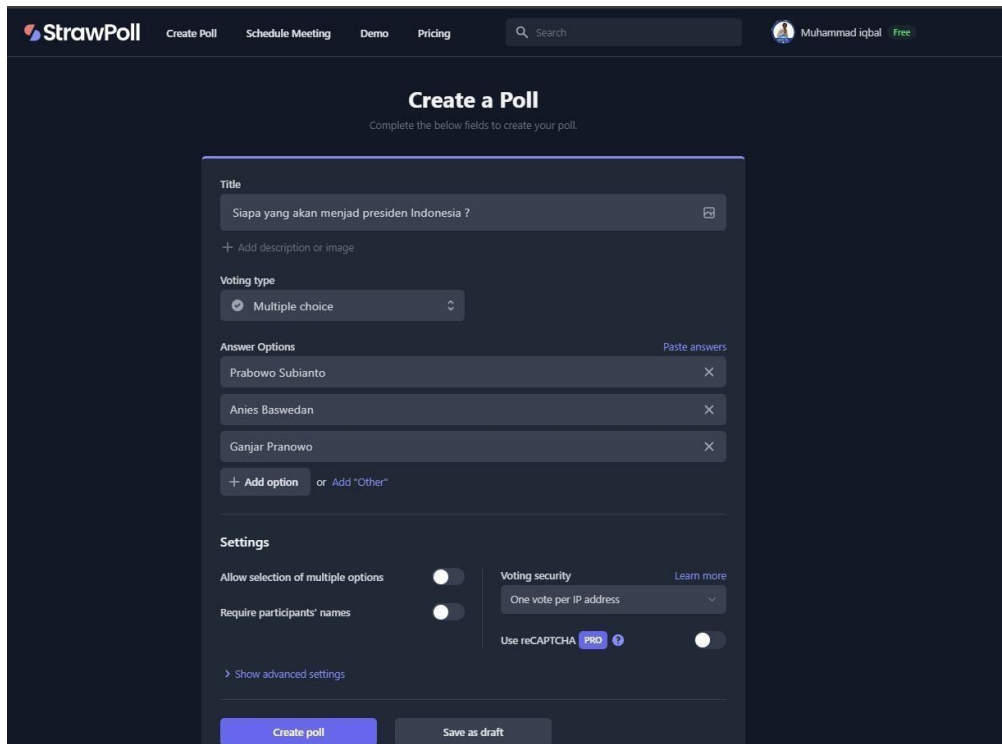 StrawPoll Create Poll Schedule Meeting Demo Pricing Search Muhammad iqbal Free
Create a Poll
Complete the below fields to create your poll.
Title
Siapa yang akan menjad presiden Indonesia ?
+ Add description or image
Voting type
Multiple choice
Answer Options Paste answers
Prabowo Subianto
Anies Baswedan
Ganjar Pranowo
+ Add option or Add "Other"
Settings
Allow selection of multiple options
Voting security Learn more
One vote per IP address
Require participants' names
Use reCAPTCHA PRO ?
> Show advanced settings
Create poll Save as draft